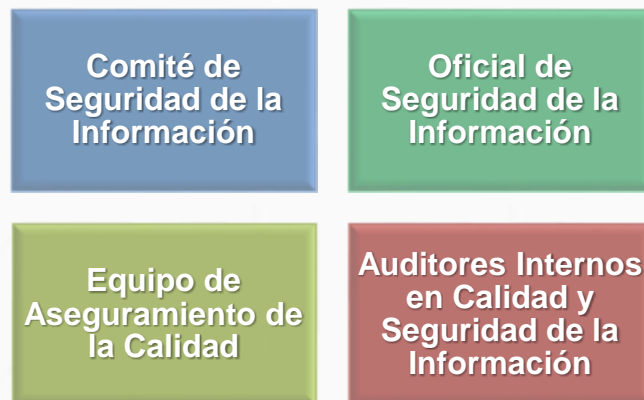 Comité de
Seguridad de la
Información
Oficial de
Seguridad de la
Información
Equipo de
Aseguramiento de
la Calidad
Auditores Internos
en Calidad y
Seguridad de la
Información